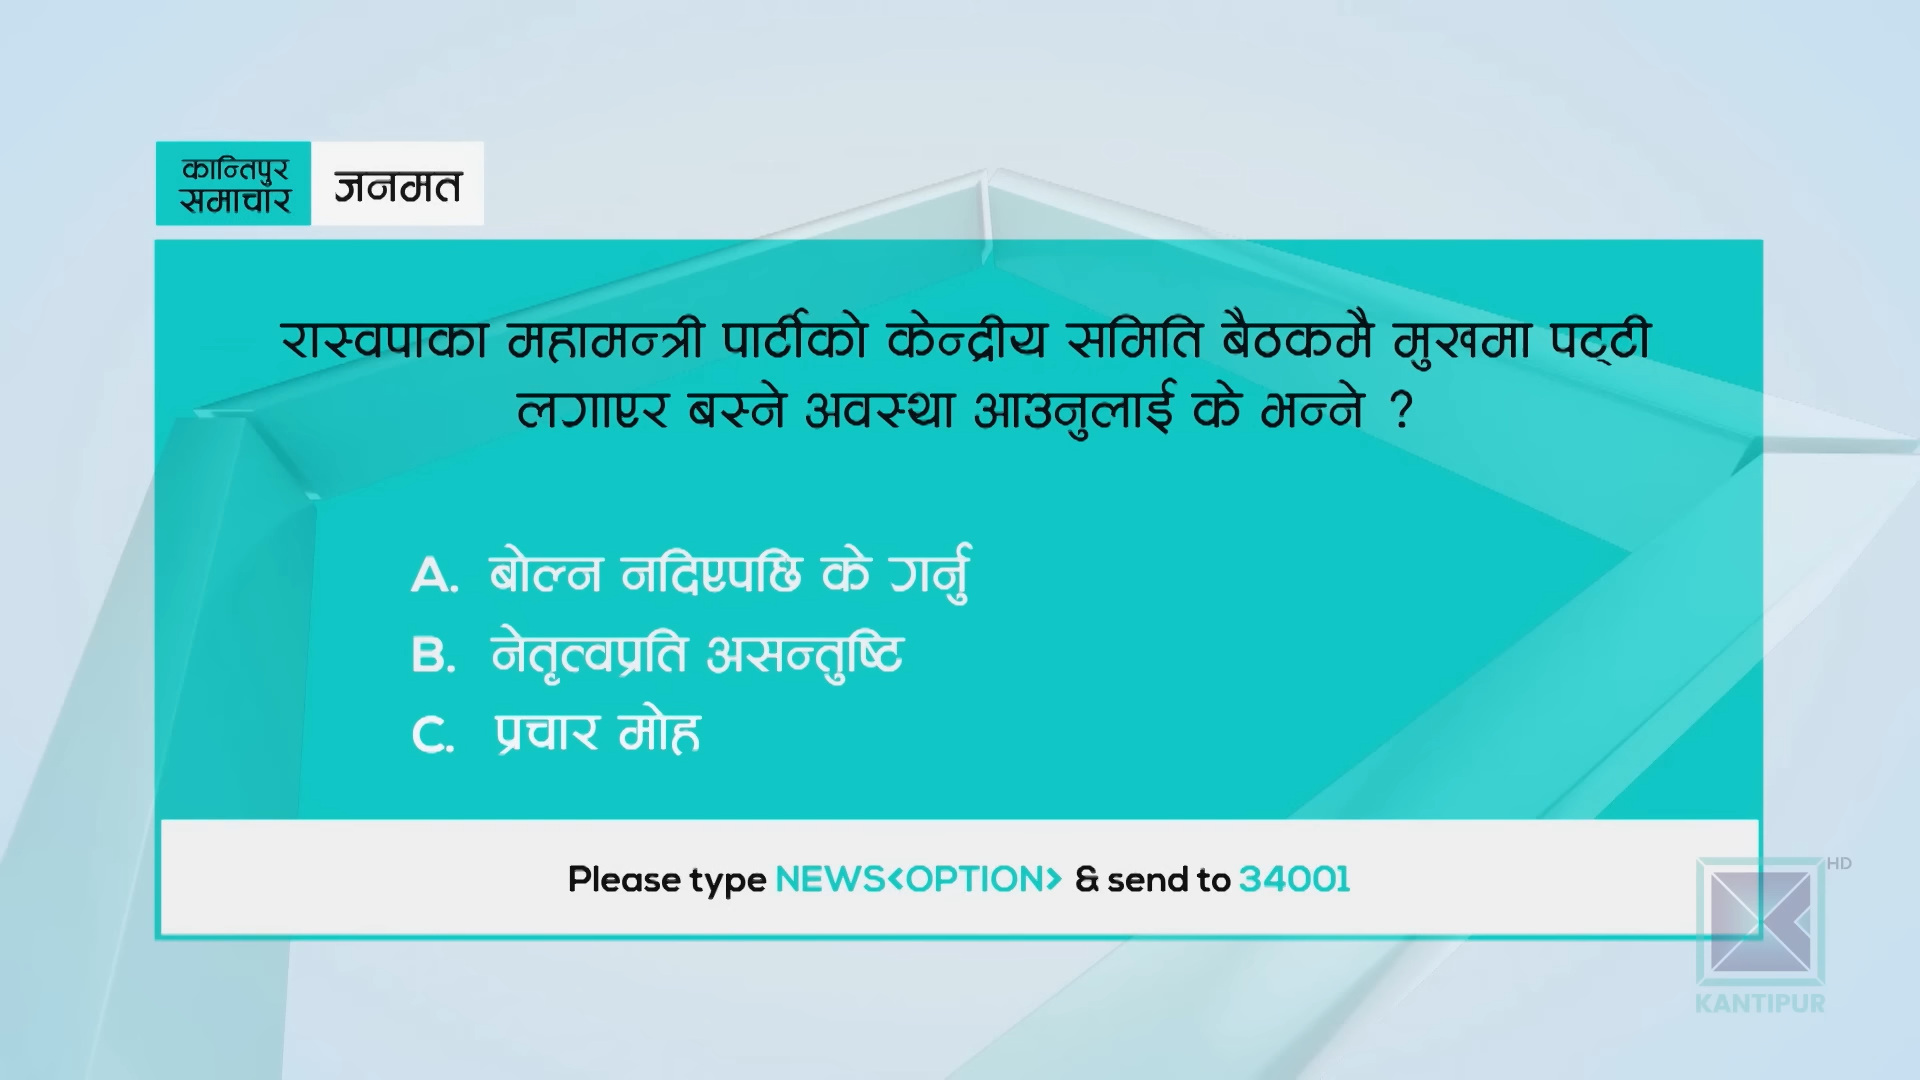 कान्तिपुर
समाचार
जनमत
रास्वपाका महामन्त्री पार्टीको केन्द्रीय समिति बैठकमै मुखमा पट्टी
लगाएर बस्ने अवस्था आउनुलाई के भन्ने ?
A. बोल्न नदिएपछि के गर्नु
B. नेतृत्वप्रति असन्तुष्टि
C. प्रचार मोह
Please type NEWS<OPTION> & send to 34001
HD
KANTIPUR